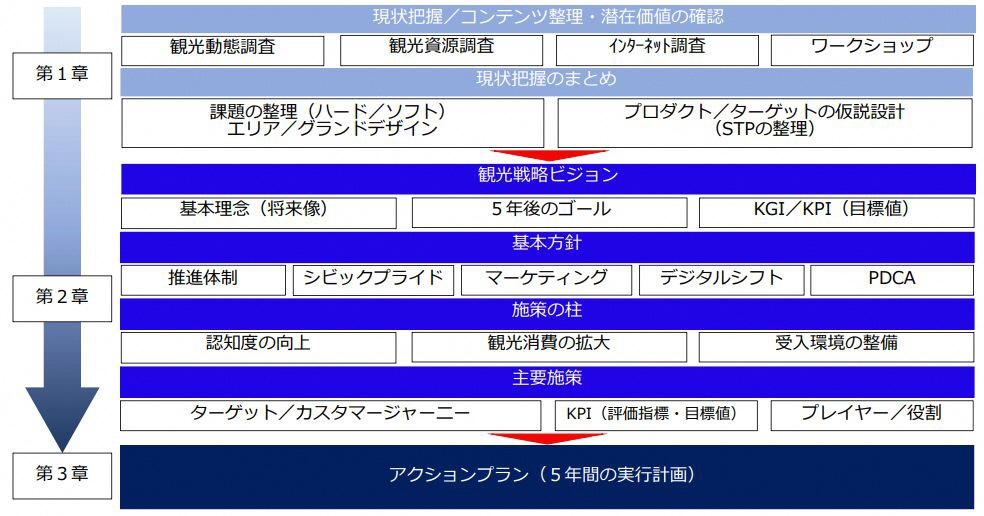 現状把握／コンテンツ整理・潜在価値の確認
観光動態調査
観光資源調査
ｲﾝﾀｰﾈｯﾄ調査
ワークショップ
第１章
現状把握のまとめ
課題の整理（ハード／ソフト）
エリア／グランドデザイン
プロダクト／ターゲットの仮説設計
（STPの整理）
観光戦略ビジョン
基本理念（将来像）
５年後のゴール
KGI／KPI（目標値）
基本方針
推進体制
シビックプライド
マーケティング
デジタルシフト
PDCA
第２章
施策の柱
認知度の向上
観光消費の拡大
受入環境の整備
主要施策
ターゲット／カスタマージャーニー
KPI（評価指標・目標値）
プレイヤー／役割
第３章
アクションプラン（５年間の実行計画）